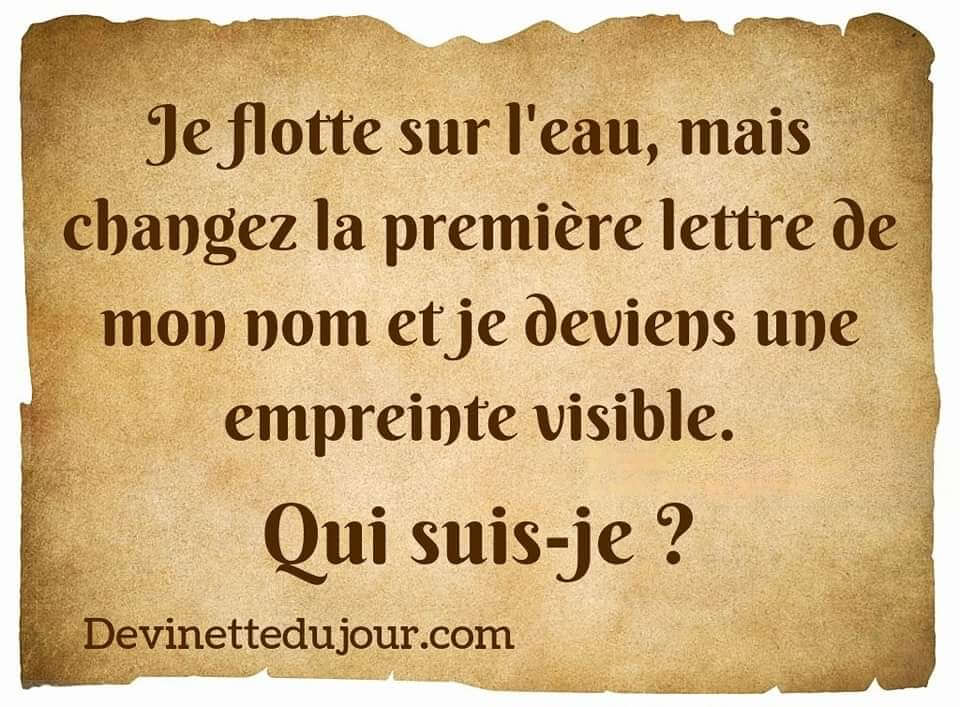 Je flotte sur l'eau, mais
changez la première lettre de
mon nom et je deviens une
empreinte visible.
Qui suis-je ?
Devinettedujour.com